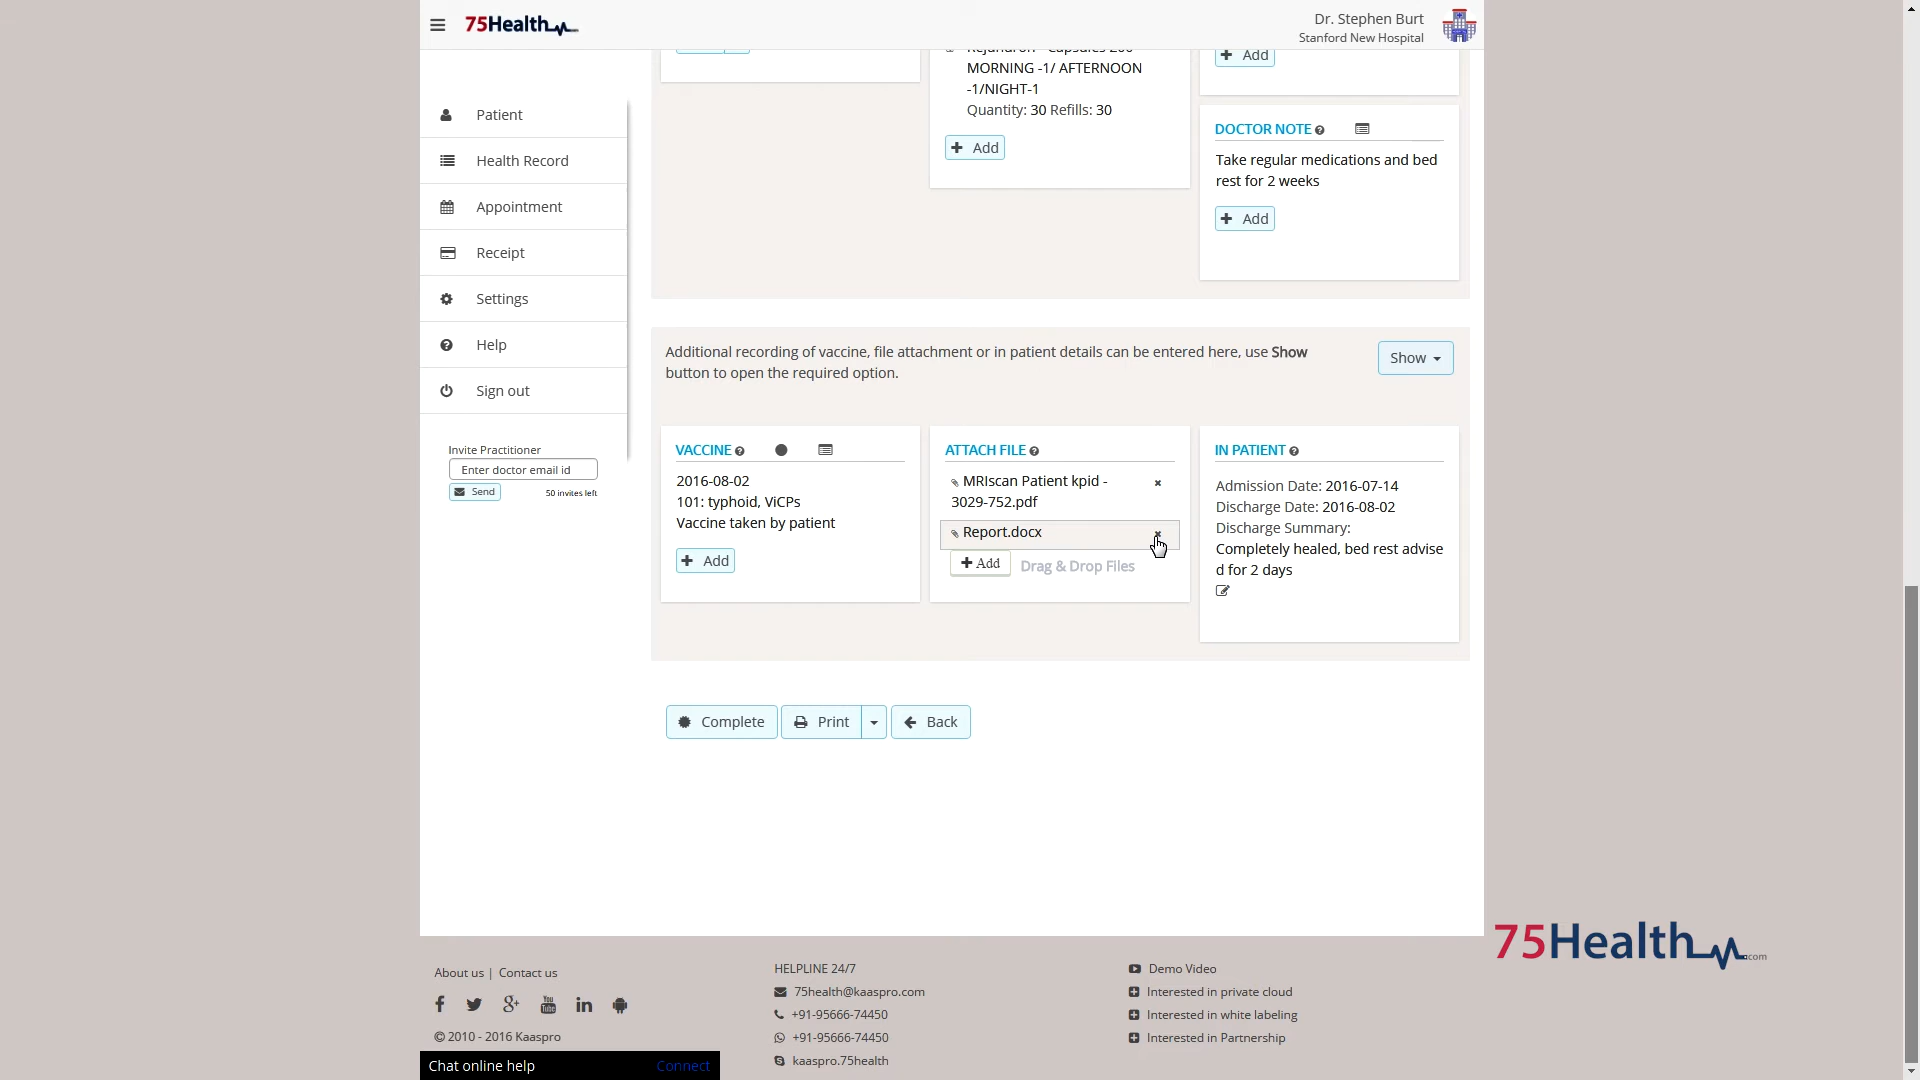 75Health.com
Dr. Stephen Burt
Stanford New Hospital
Patient
Health Record
Appointment
Receipt
Settings
Help
Sign out
Invite Practitioner
Enter doctor email id
Send
50 invites left
MORNING -1/ AFTERNOON
-1/NIGHT-1
Quantity: 30 Refills: 30
Add
Add
DOCTOR NOTE
Take regular medications and bed
rest for 2 weeks
Add
Additional recording of vaccine, file attachment or in patient details can be entered here, use Show
button to open the required option.
Show
VACCINE
2016-08-02
101: typhoid, ViCPs
Vaccine taken by patient
Add
ATTACH FILE
MRIscan Patient kpid -
3029-752.pdf
Report.docx
Add
Drag & Drop Files
IN PATIENT
Admission Date: 2016-07-14
Discharge Date: 2016-08-02
Discharge Summary:
Completely healed, bed rest advise
d for 2 days
Complete
Print
Back
75Health.com
About us | Contact us
© 2010 - 2016 Kaaspro
HELPLINE 24/7
75health@kaaspro.com
+91-95666-74450
+91-95666-74450
kaaspro.75health
Demo Video
Interested in private cloud
Interested in white labeling
Interested in Partnership
Chat online help
Connect